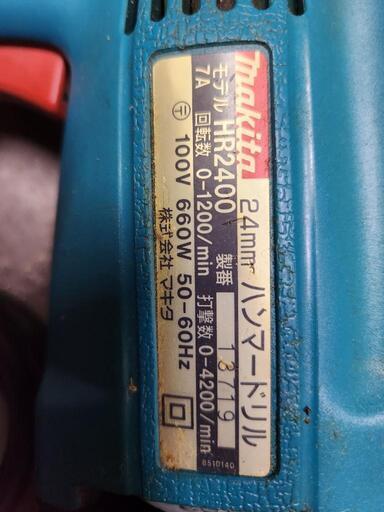 makita 24mm ハンマードリル
モデル HR2400 製番 13719
7A 回転数 0-1200/min 打撃数 0-4200/min
〒 100V 660W 50-60Hz
株式会社 マキタ
851014D